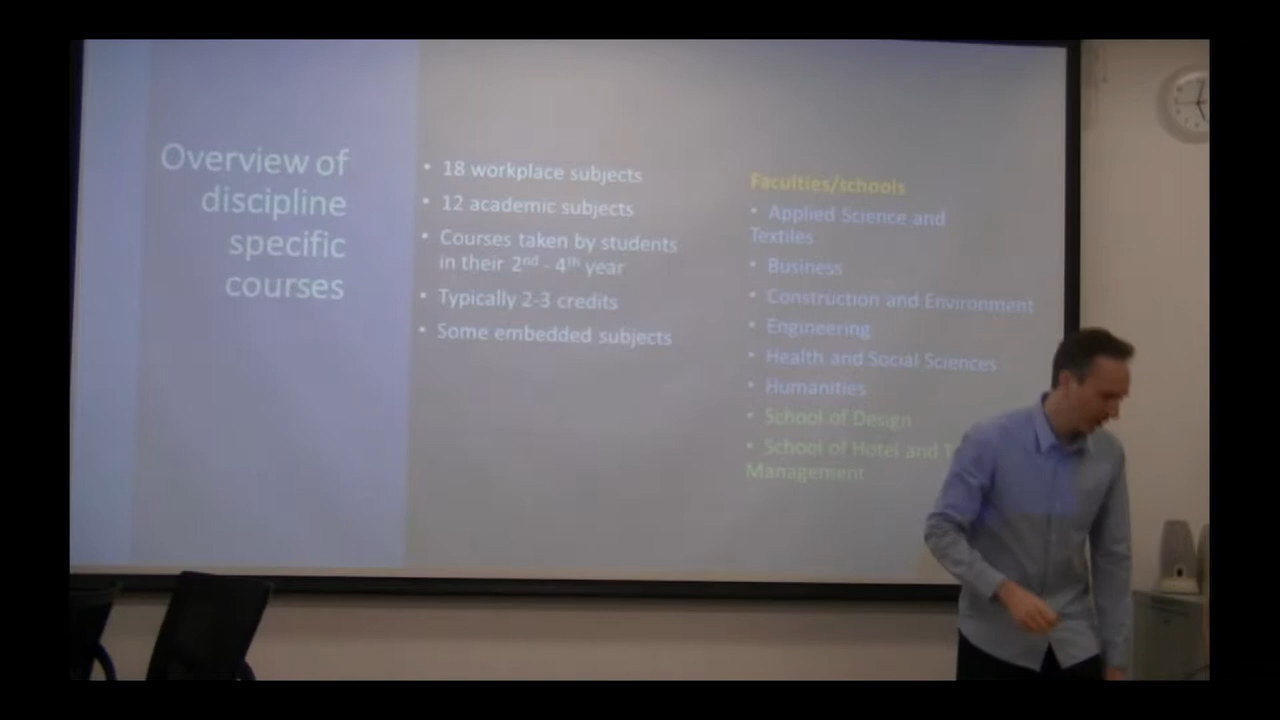 Overview of
discipline
specific
courses
• 18 workplace subjects
• 12 academic subjects
• Courses taken by students
in their 2nd - 4th year
• Typically 2-3 credits
• Some embedded subjects
Faculties/schools
• Applied Science and
Textiles
• Business
• Construction and Environment
• Engineering
• Health and Social Sciences
• Humanities
• School of Design
• School of Hotel and
Management